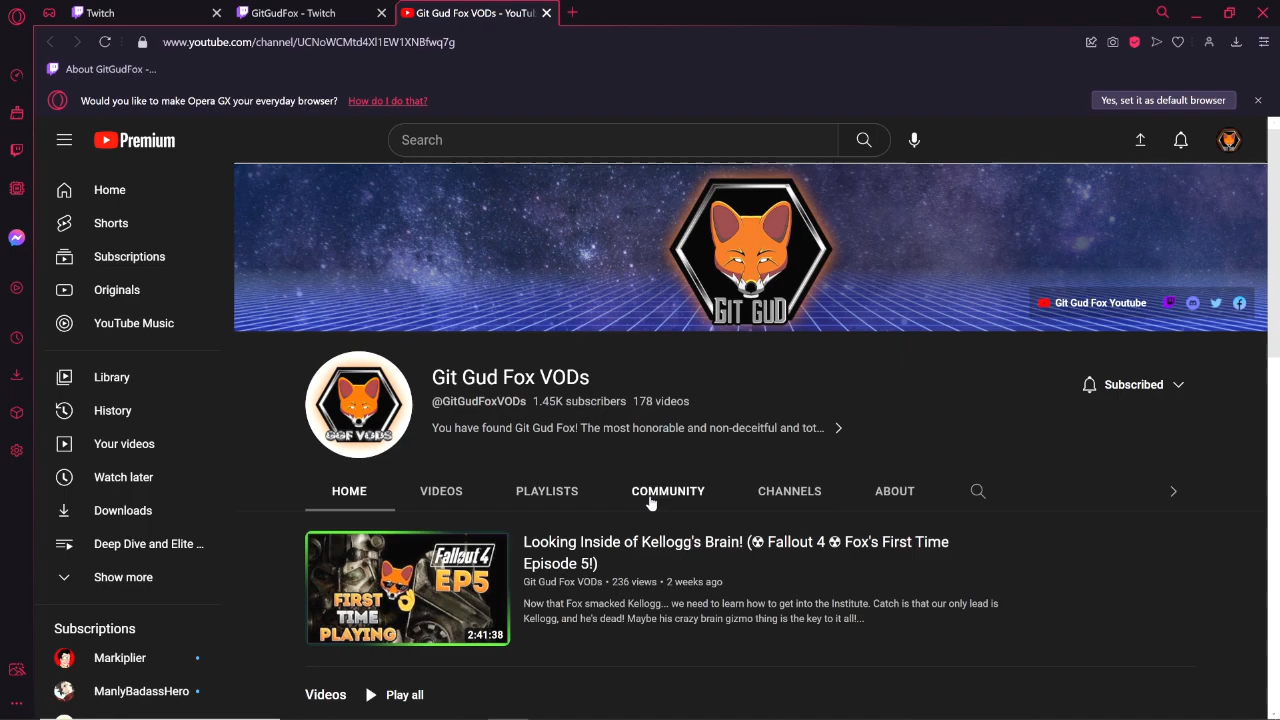 Twitch
GitGudFox - Twitch
Git Gud Fox VODs - YouTu
www.youtube.com/channel/UCNoWCMtd4Xl1EW1XNBfwq7g
About GitGudFox -...
Would you like to make Opera GX your everyday browser? How do I do that?
Yes, set it as default browser
Premium
Search
Home
Shorts
Subscriptions
Originals
YouTube Music
Library
History
Your videos
Watch later
Downloads
Deep Dive and Elite ...
Show more
Subscriptions
Markiplier
ManlyBadassHero
GIT GUD
Git Gud Fox Youtube
GGF VODS
Git Gud Fox VODs
@GitGudFoxVODs 1.45K subscribers 178 videos
You have found Git Gud Fox! The most honorable and non-deceitful and tot...
Subscribed
HOME VIDEOS PLAYLISTS COMMUNITY CHANNELS ABOUT
Fallout 4
EP5
FIRST
TIME
PLAYING
2:41:38
Looking Inside of Kellogg's Brain! (☢ Fallout 4 ☢ Fox's First Time
Episode 5!)
Git Gud Fox VODs • 236 views • 2 weeks ago
Now that Fox smacked Kellogg... we need to learn how to get into the Institute. Catch is that our only lead is
Kellogg, and he's dead! Maybe his crazy brain gizmo thing is the key to it all!...
Videos
Play all